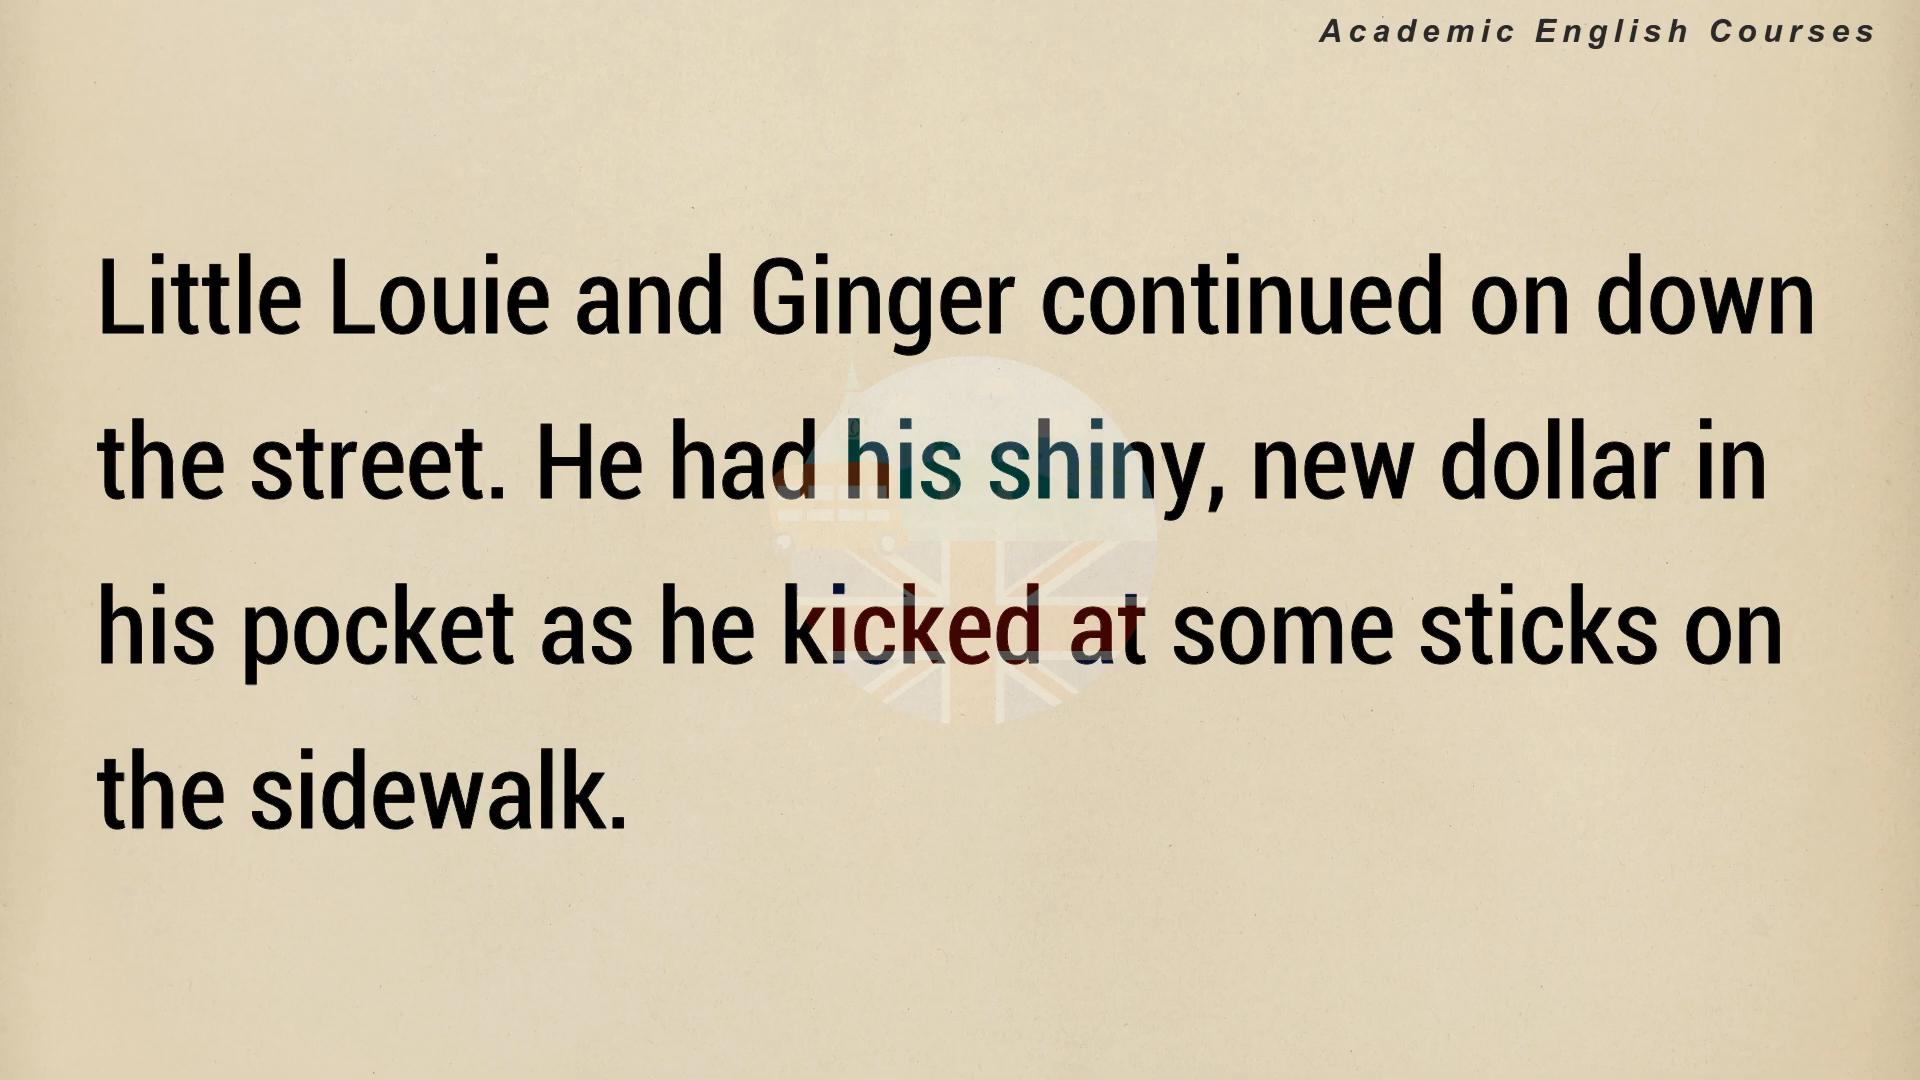 Academic English Courses
Little Louie and Ginger continued on down
the street. He had his shiny, new dollar in
his pocket as he kicked at some sticks on
the sidewalk.